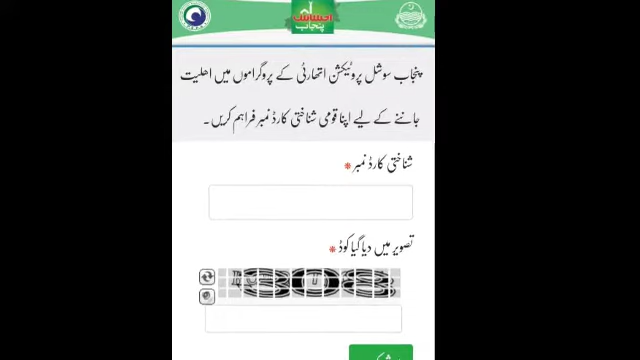 احساس
پنجاب
پنجاب سوشل پروٹیکشن اتھارٹی کے پروگراموں میں اھلیت
جاننے کے لیے اپنا قومی شناختی کارڈ نمبر فراہم کریں۔
شناختی کارڈ نمبر *
تصویر میں دیا گیا کوڈ *